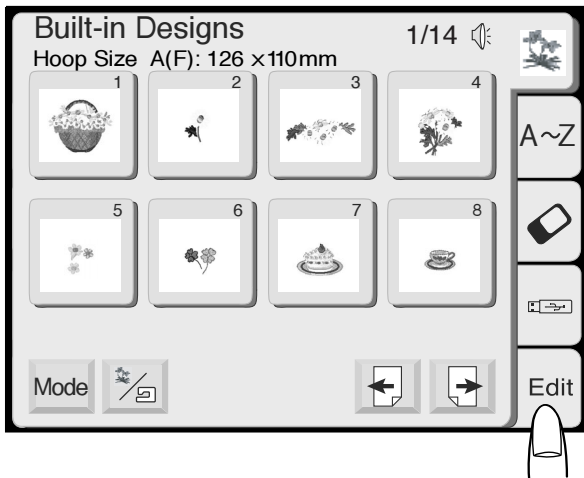 Built-in Designs 1/14
Hoop Size A(F): 126 ×110mm
1 2 3 4
A~Z
5 6 7 8
Mode
Edit